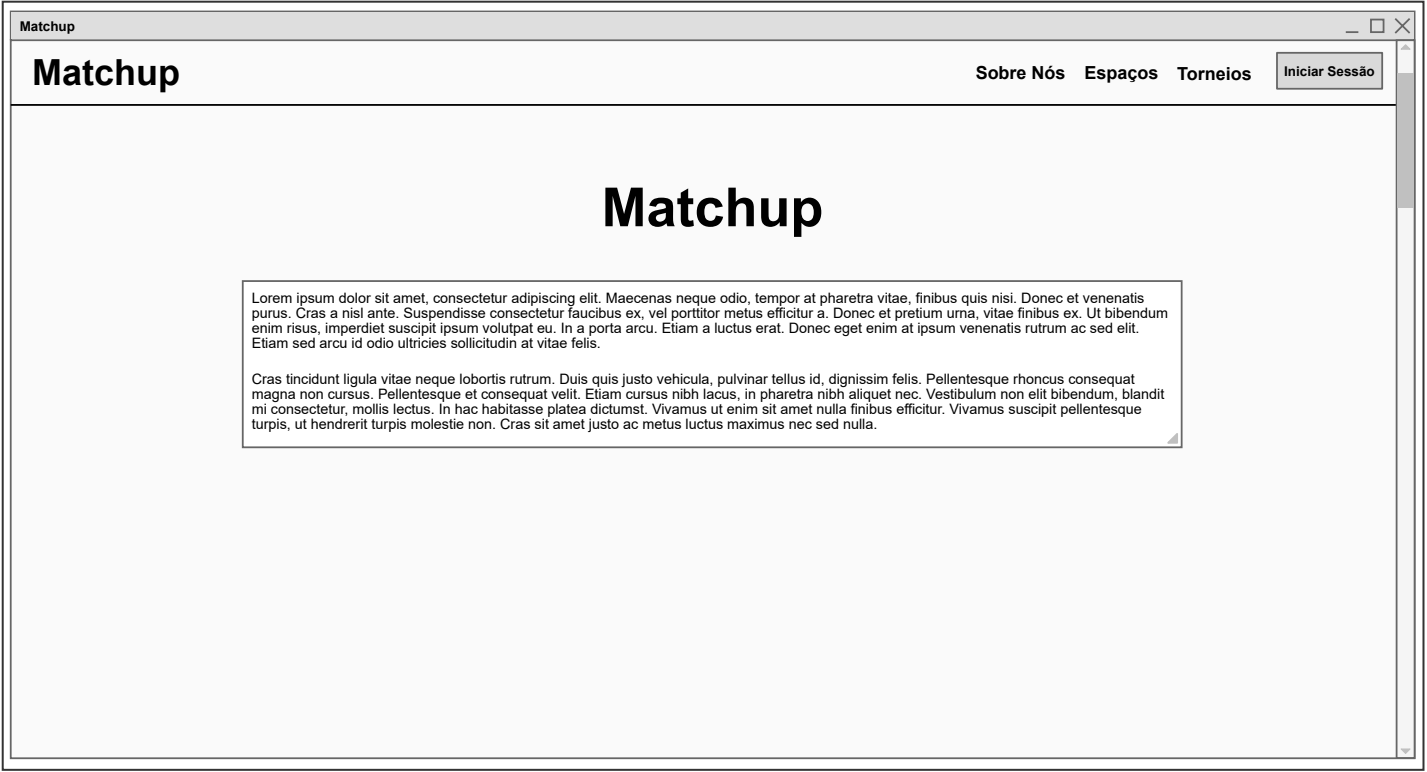 Matchup
Matchup
Sobre Nós Espaços Torneios Iniciar Sessão
Matchup
Lorem ipsum dolor sit amet, consectetur adipiscing elit. Maecenas neque odio, tempor at pharetra vitae, finibus quis nisi. Donec et venenatis
purus. Cras a nisl ante. Suspendisse consectetur faucibus ex, vel porttitor metus efficitur a. Donec et pretium urna, vitae finibus ex. Ut bibendum
enim risus, imperdiet suscipit ipsum volutpat eu. In a porta arcu. Etiam a luctus erat. Donec eget enim at ipsum venenatis rutrum ac sed elit.
Etiam sed arcu id odio ultricies sollicitudin at vitae felis.
Cras tincidunt ligula vitae neque lobortis rutrum. Duis quis justo vehicula, pulvinar tellus id, dignissim felis. Pellentesque rhoncus consequat
magna non cursus. Pellentesque et consequat velit. Etiam cursus nibh lacus, in pharetra nibh aliquet nec. Vestibulum non elit bibendum, blandit
mi consectetur, mollis lectus. In hac habitasse platea dictumst. Vivamus ut enim sit amet nulla finibus efficitur. Vivamus suscipit pellentesque
turpis, ut hendrerit turpis molestie non. Cras sit amet justo ac metus luctus maximus nec sed nulla.